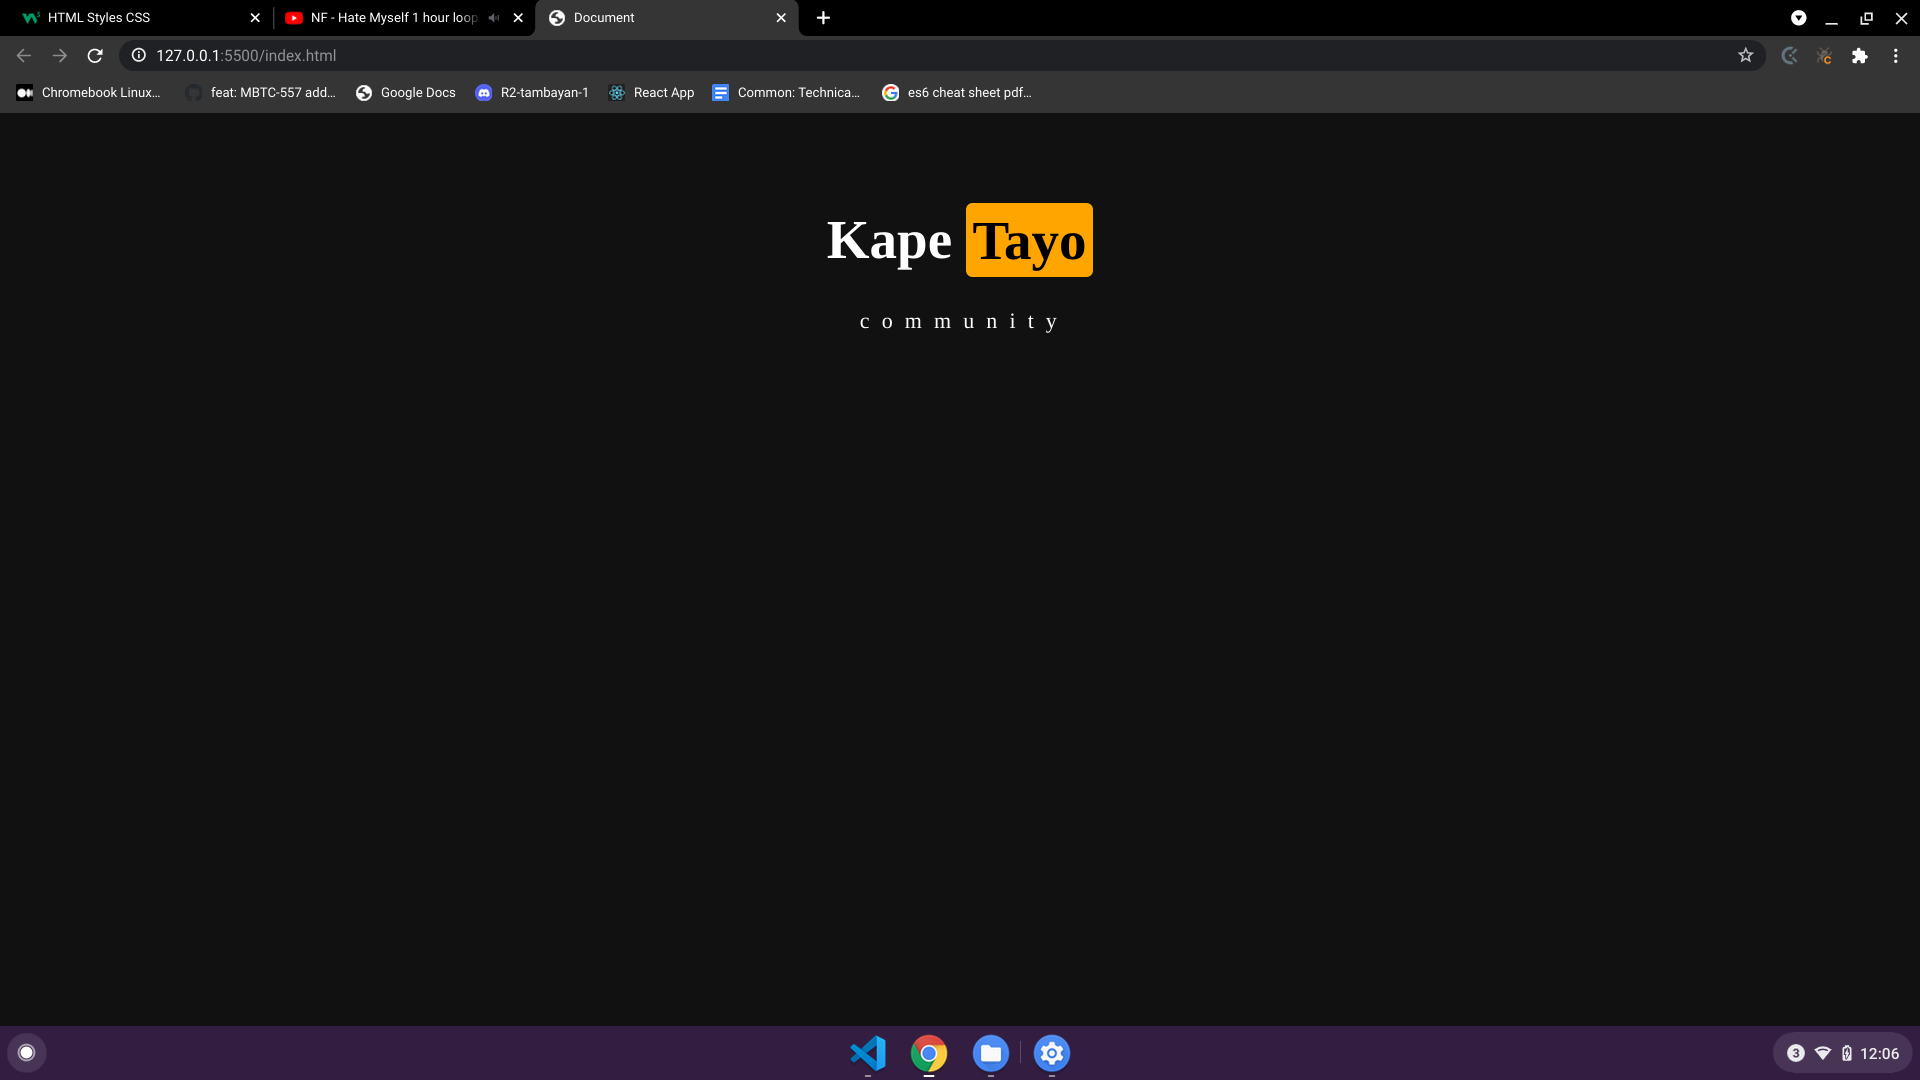 HTML Styles CSS
NF - Hate Myself 1 hour loop
Document
127.0.0.1:5500/index.html
Chromebook Linux...
feat: MBTC-557 add...
Google Docs
R2-tambayan-1
React App
Common: Technica...
es6 cheat sheet pdf...
Kape Tayo
community
3
12:06